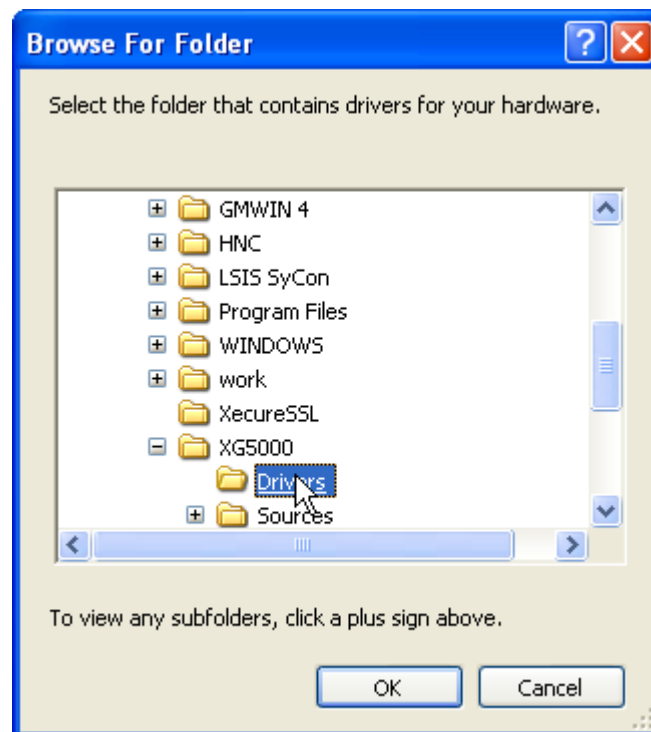 Browse For Folder
Select the folder that contains drivers for your hardware.
GMWIN 4
HNC
LSIS SyCon
Program Files
WINDOWS
work
XecureSSL
XG5000
Drivers
Sources
To view any subfolders, click a plus sign above.
OK Cancel